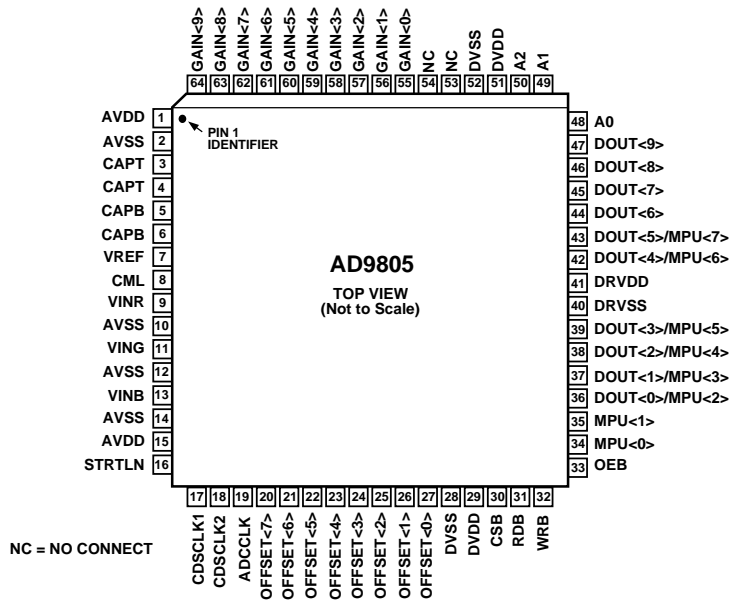 GAIN<9>
GAIN<8>
GAIN<7>
GAIN<6>
GAIN<5>
GAIN<4>
GAIN<3>
GAIN<2>
GAIN<1>
GAIN<0>
NC
NC
DVSS
DVDD
A2
A1
64 63 62 61 60 59 58 57 56 55 54 53 52 51 50 49
AVDD 1
AVSS 2
CAPT 3
CAPT 4
CAPB 5
CAPB 6
VREF 7
CML 8
VINR 9
AVSS 10
VING 11
AVSS 12
VINB 13
AVSS 14
AVDD 15
STRTLN 16
PIN 1
IDENTIFIER
AD9805
TOP VIEW
(Not to Scale)
48 A0
47 DOUT<9>
46 DOUT<8>
45 DOUT<7>
44 DOUT<6>
43 DOUT<5>/MPU<7>
42 DOUT<4>/MPU<6>
41 DRVDD
40 DRVSS
39 DOUT<3>/MPU<5>
38 DOUT<2>/MPU<4>
37 DOUT<1>/MPU<3>
36 DOUT<0>/MPU<2>
35 MPU<1>
34 MPU<0>
33 OEB
17 18 19 20 21 22 23 24 25 26 27 28 29 30 31 32
CDSCLK1
CDSCLK2
ADCCLK
OFFSET<7>
OFFSET<6>
OFFSET<5>
OFFSET<4>
OFFSET<3>
OFFSET<2>
OFFSET<1>
OFFSET<0>
DVSS
DVDD
CSB
RDB
WRB
NC = NO CONNECT